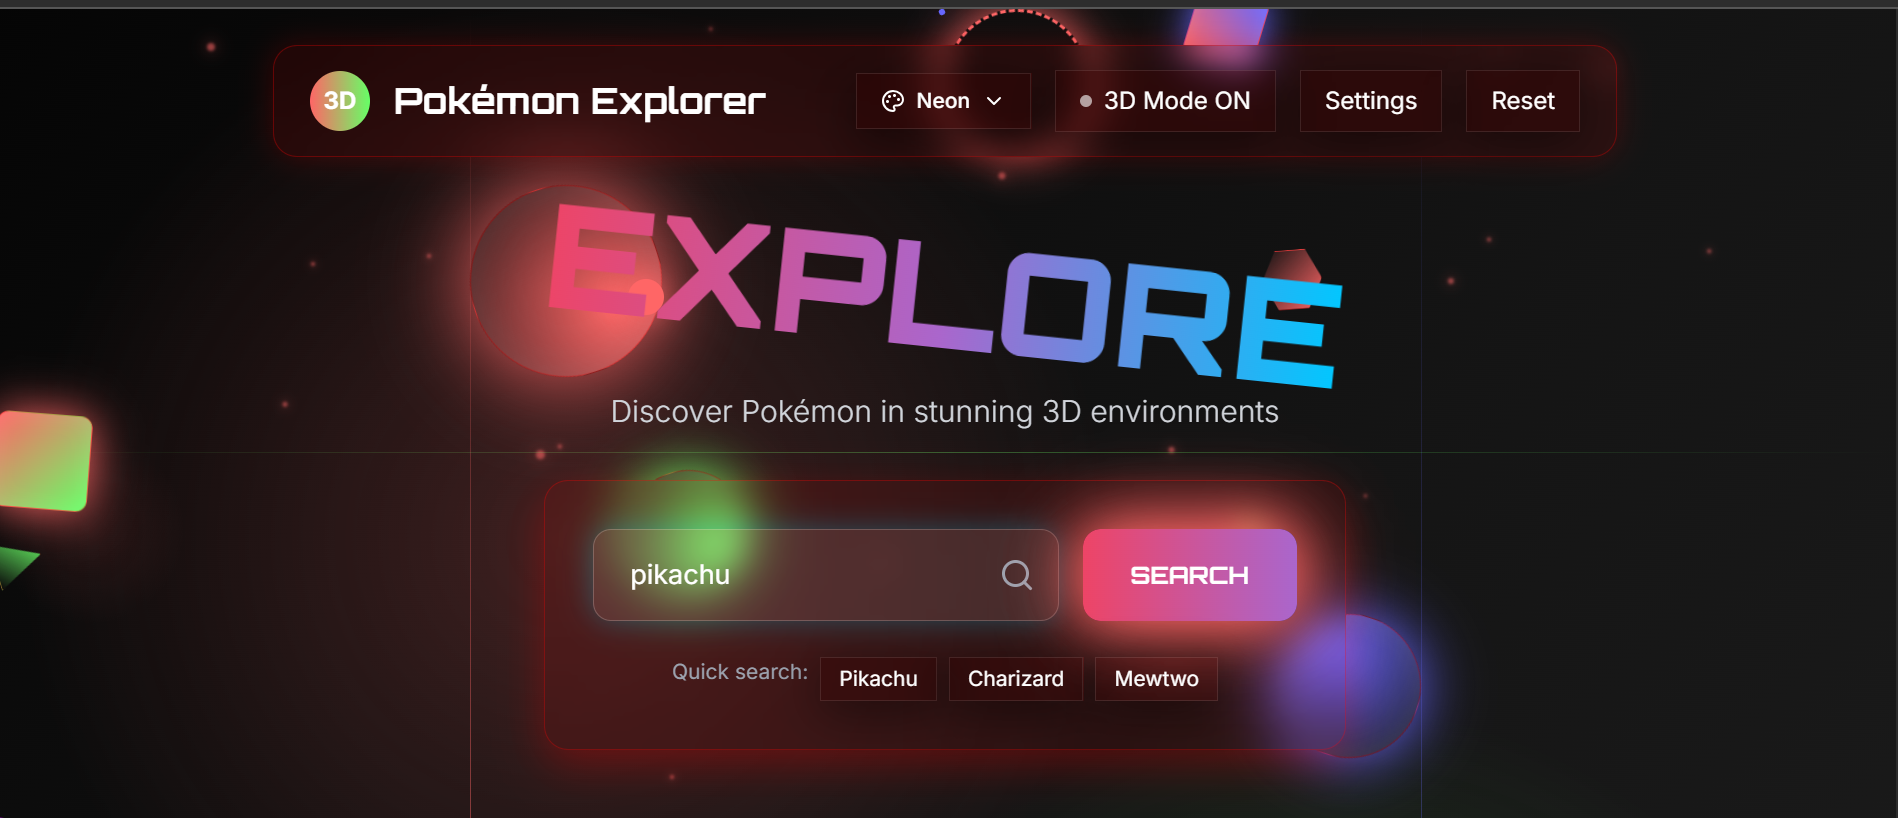 3D Pokémon Explorer Neon 3D Mode ON Settings Reset
EXPLORE
Discover Pokémon in stunning 3D environments
pikachu SEARCH
Quick search: Pikachu Charizard Mewtwo